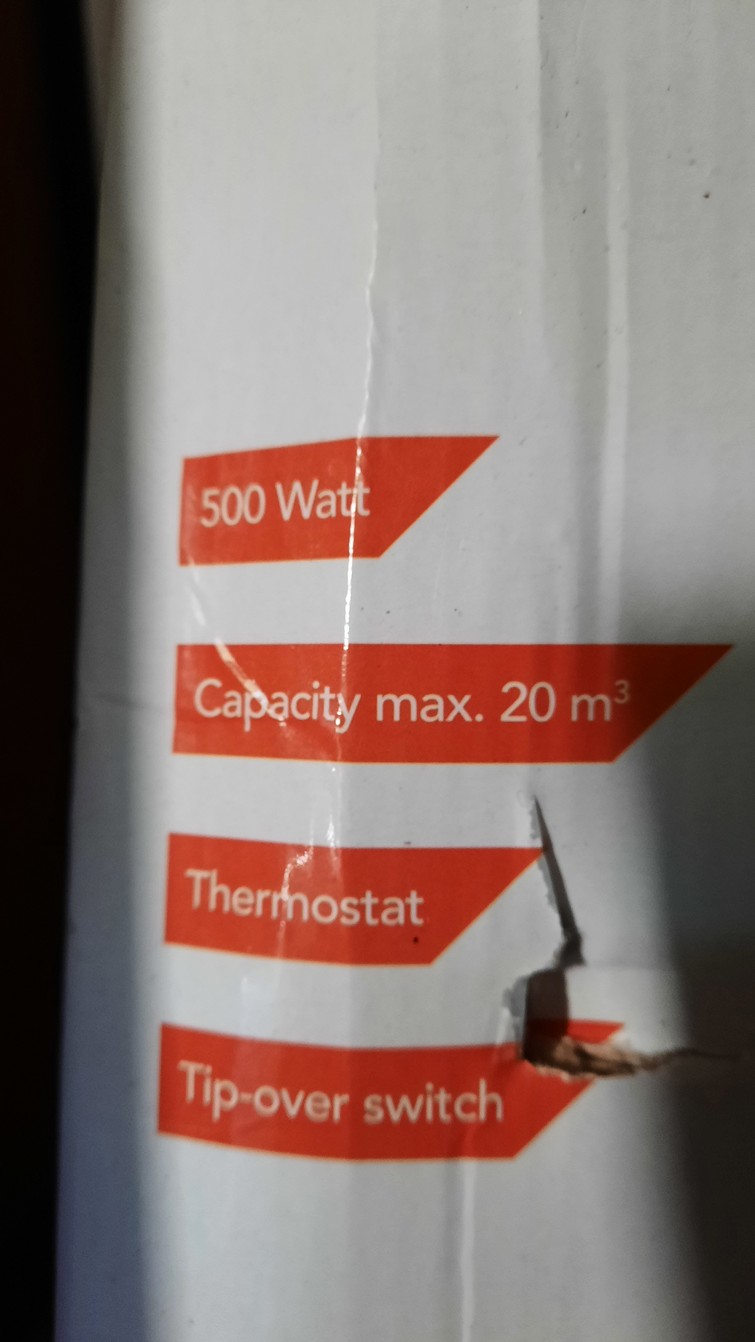 500 Watt
Capacity max. 20 m³
Thermostat
Tip-over switch